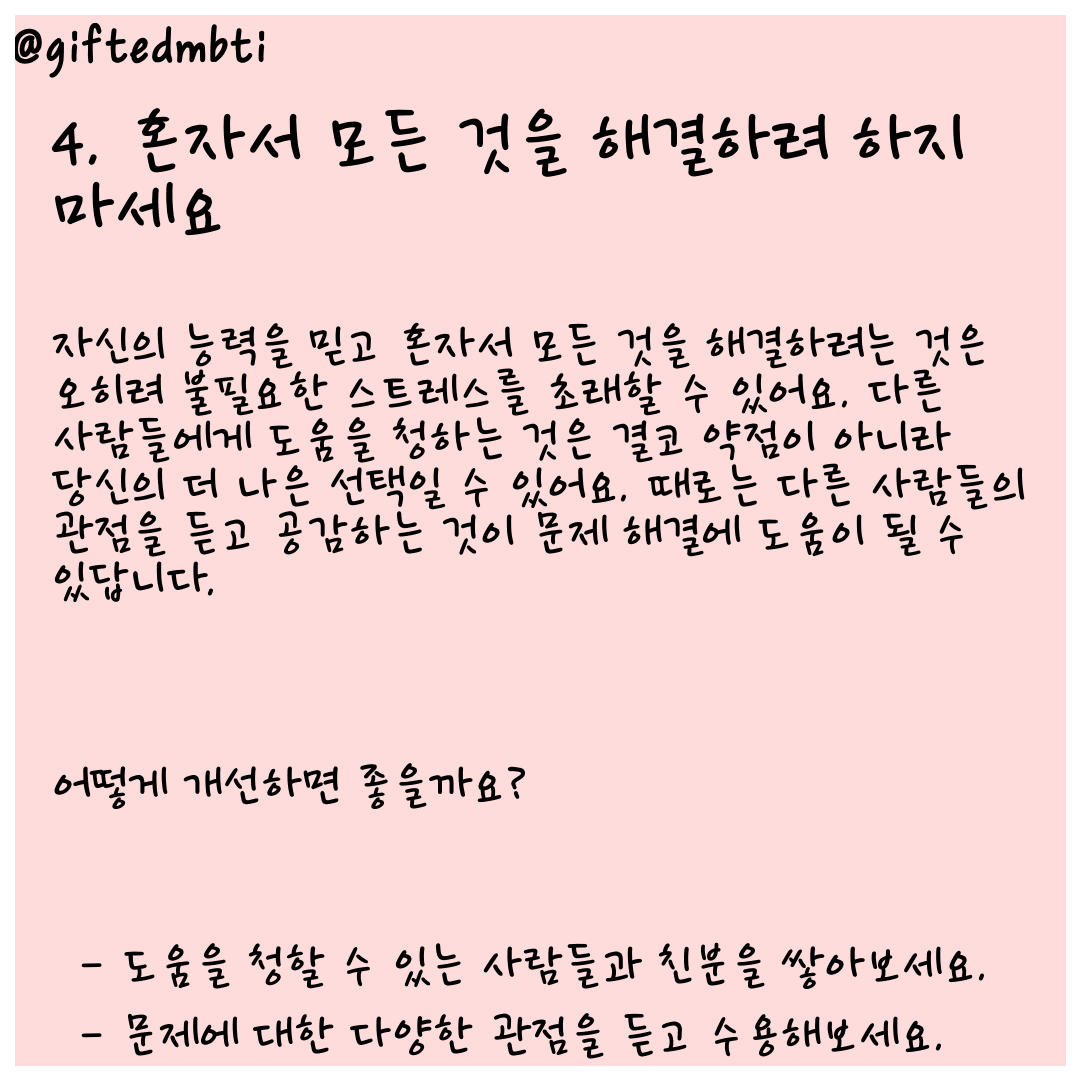 @giftedmbti
4. 혼자서 모든 것을 해결하려 하지
마세요
자신의 능력을 믿고 혼자서 모든 것을 해결하려는 것은
오히려 불필요한 스트레스를 초래할 수 있어요. 다른
사람들에게 도움을 청하는 것은 결코 약점이 아니라
당신의 더 나은 선택일 수 있어요. 때로는 다른 사람들의
관점을 듣고 공감하는 것이 문제 해결에 도움이 될 수
있답니다.
어떻게 개선하면 좋을까요?
- 도움을 청할 수 있는 사람들과 친분을 쌓아보세요.
- 문제에 대한 다양한 관점을 듣고 수용해보세요.